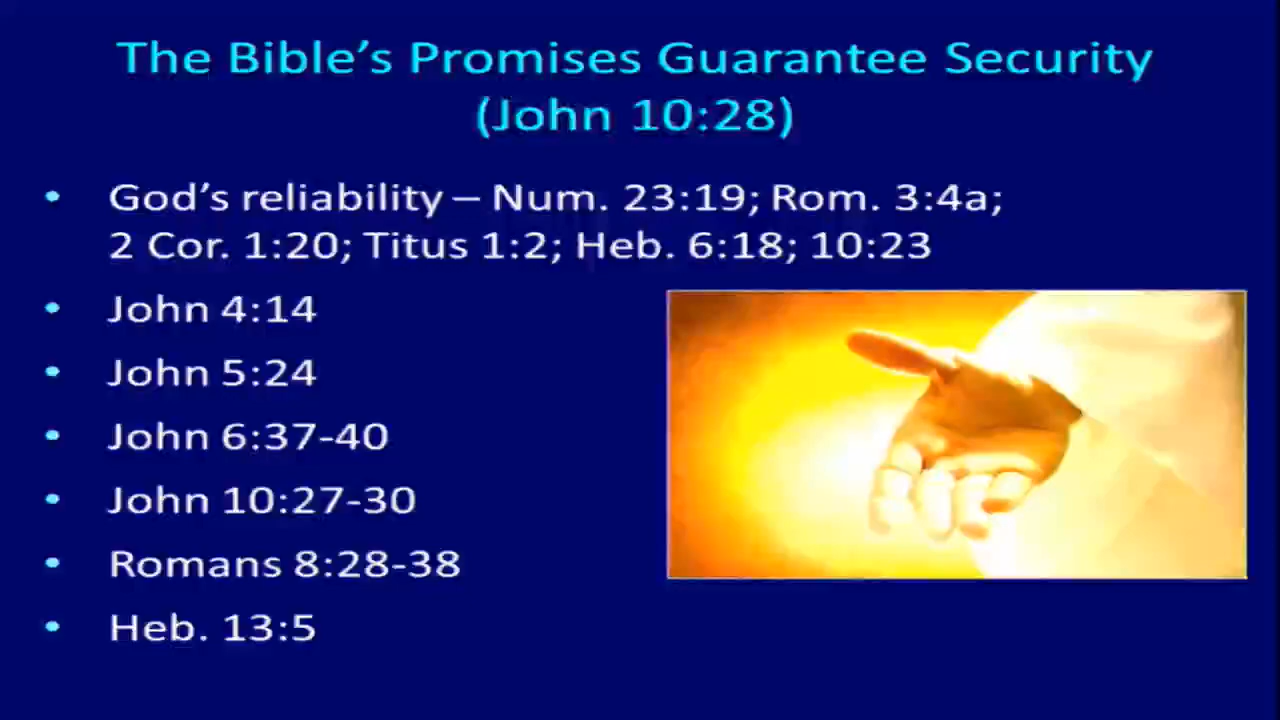 The Bible’s Promises Guarantee Security
(John 10:28)
• God’s reliability – Num. 23:19; Rom. 3:4a;
2 Cor. 1:20; Titus 1:2; Heb. 6:18; 10:23
• John 4:14
• John 5:24
• John 6:37-40
• John 10:27-30
• Romans 8:28-38
• Heb. 13:5